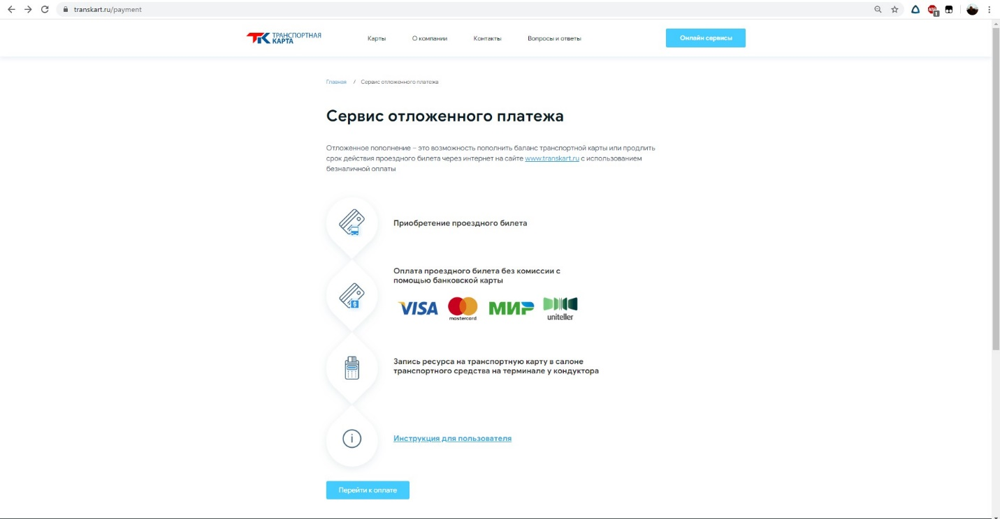 transkart.ru/payment
ТК ТРАНСПОРТНАЯ
КАРТА
Карты
О компании
Контакты
Вопросы и ответы
Онлайн сервисы
Главная / Сервис отложенного платежа
Сервис отложенного платежа
Отложенное пополнение – это возможность пополнить баланс транспортной карты или продлить
срок действия проездного билета через интернет на сайте www.transkart.ru с использованием
безналичной оплаты
Приобретение проездного билета
Оплата проездного билета без комиссии с
помощью банковской карты
VISA mastercard МИР uniteller
Запись ресурса на транспортную карту в салоне
транспортного средства на терминале у кондуктора
Инструкция для пользователя
Перейти к оплате